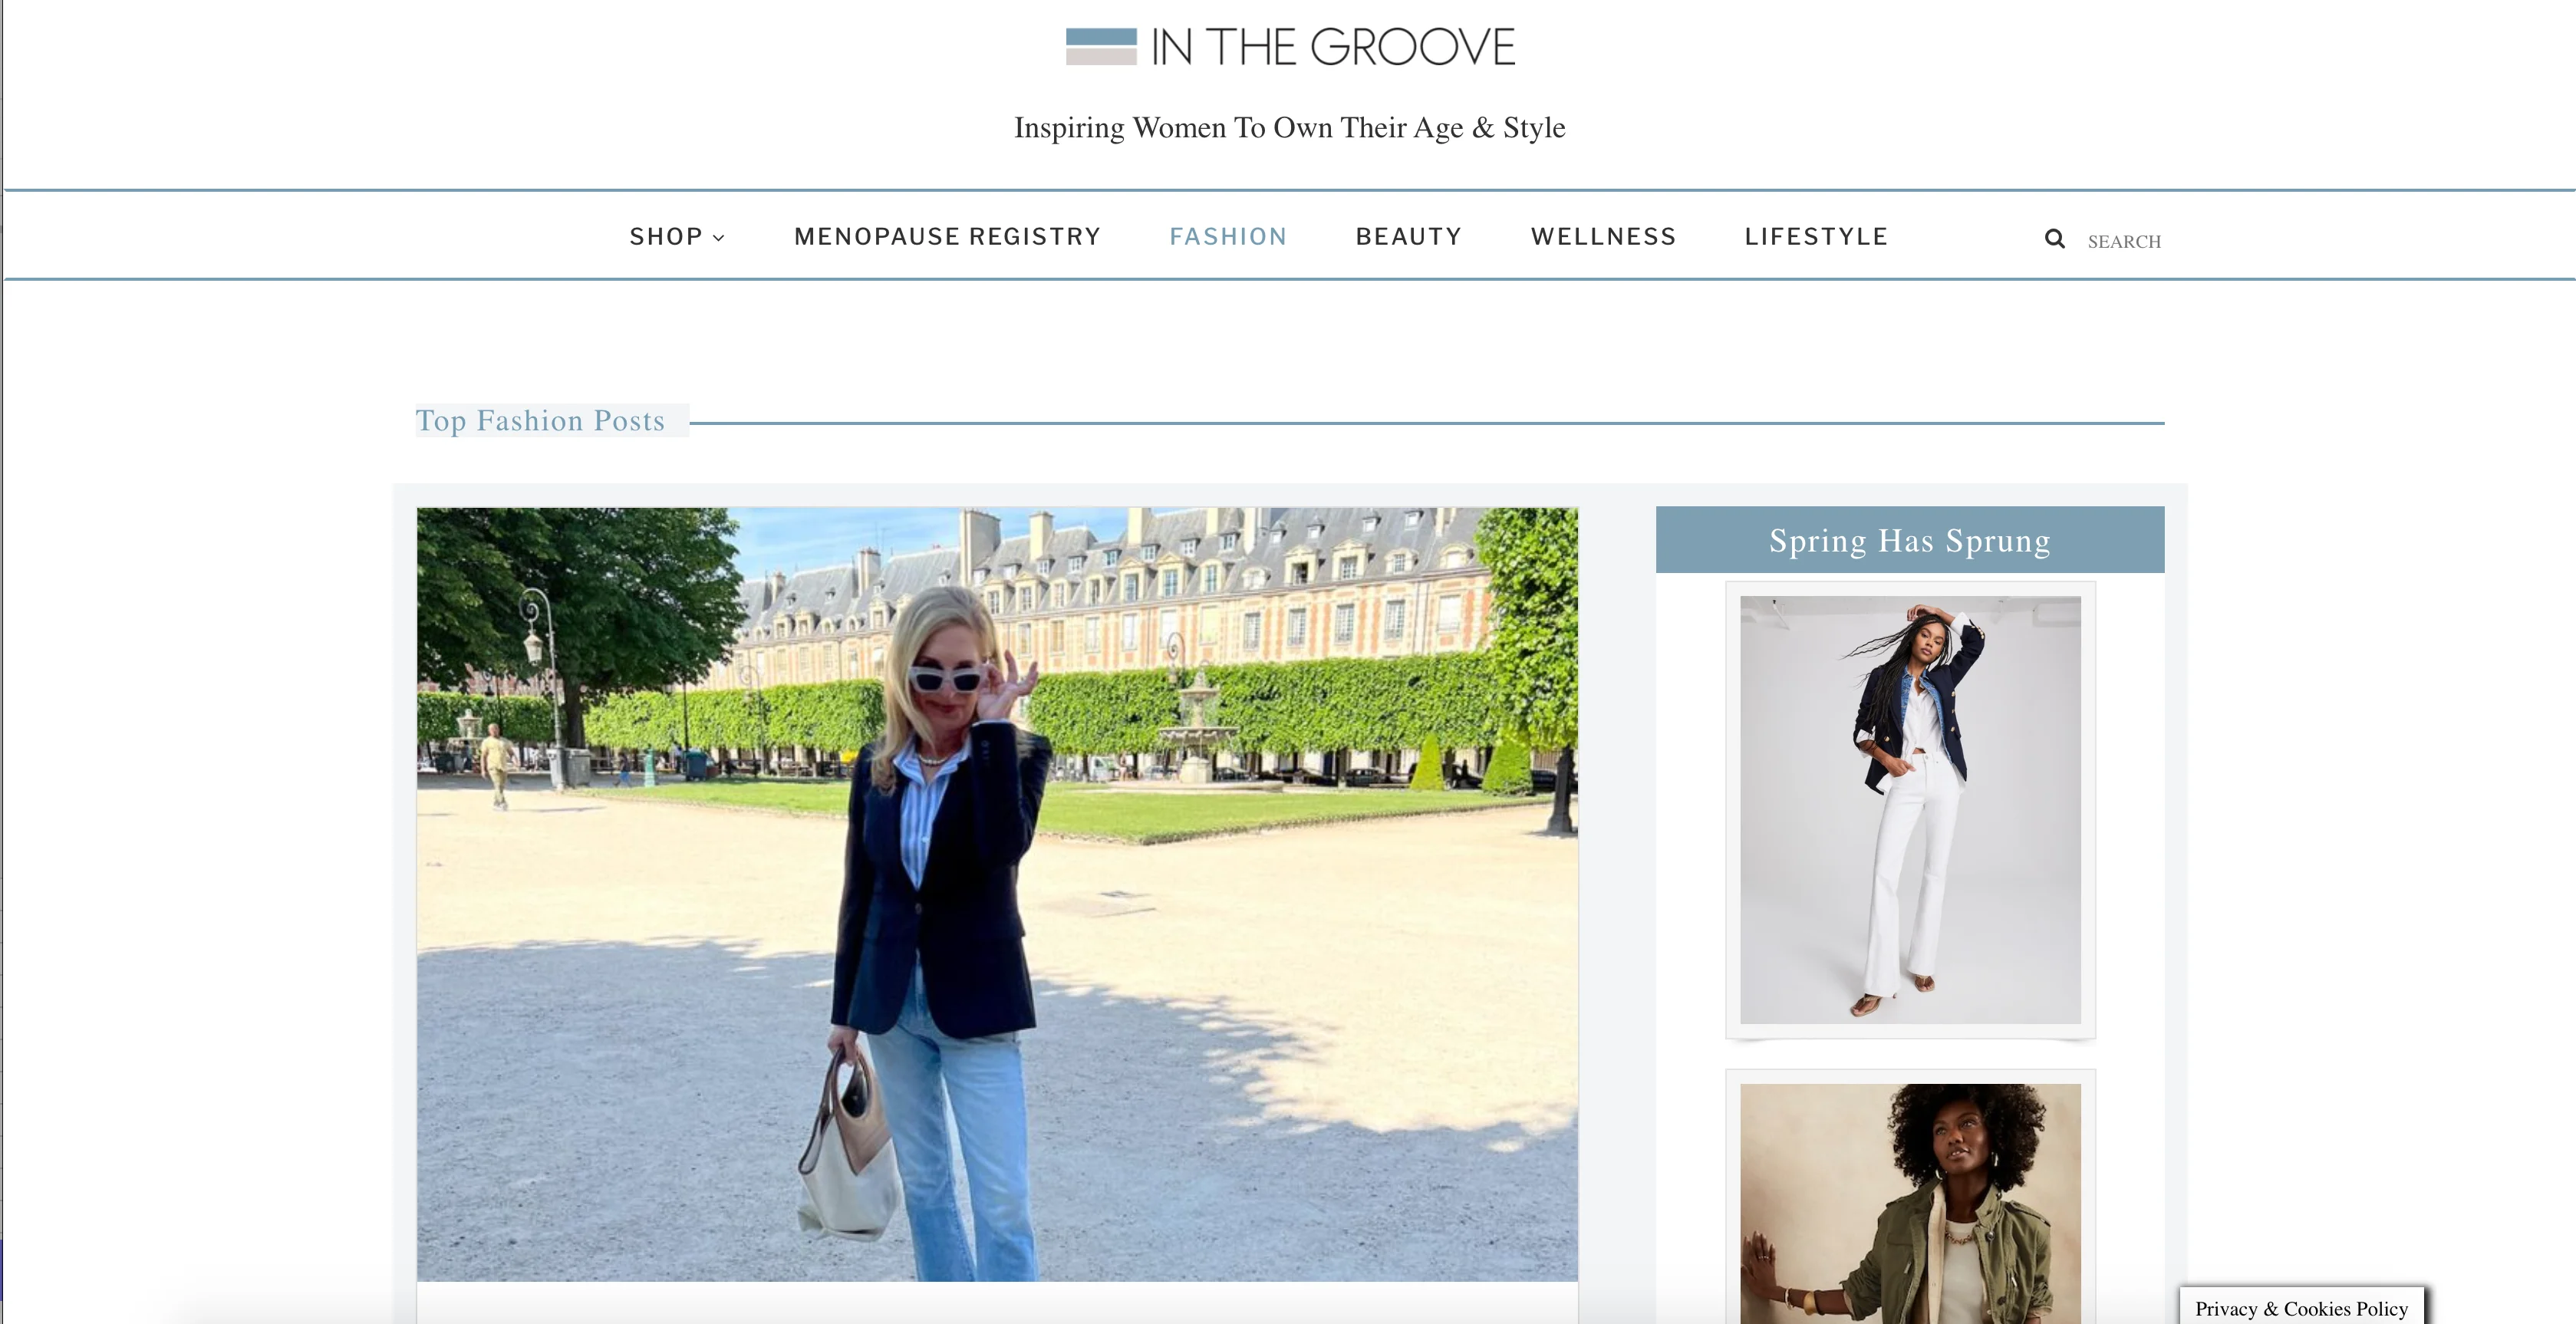 IN THE GROOVE
Inspiring Women To Own Their Age & Style
SHOP MENOPAUSE REGISTRY FASHION BEAUTY WELLNESS LIFESTYLE SEARCH
Top Fashion Posts
Spring Has Sprung
Privacy & Cookies Policy